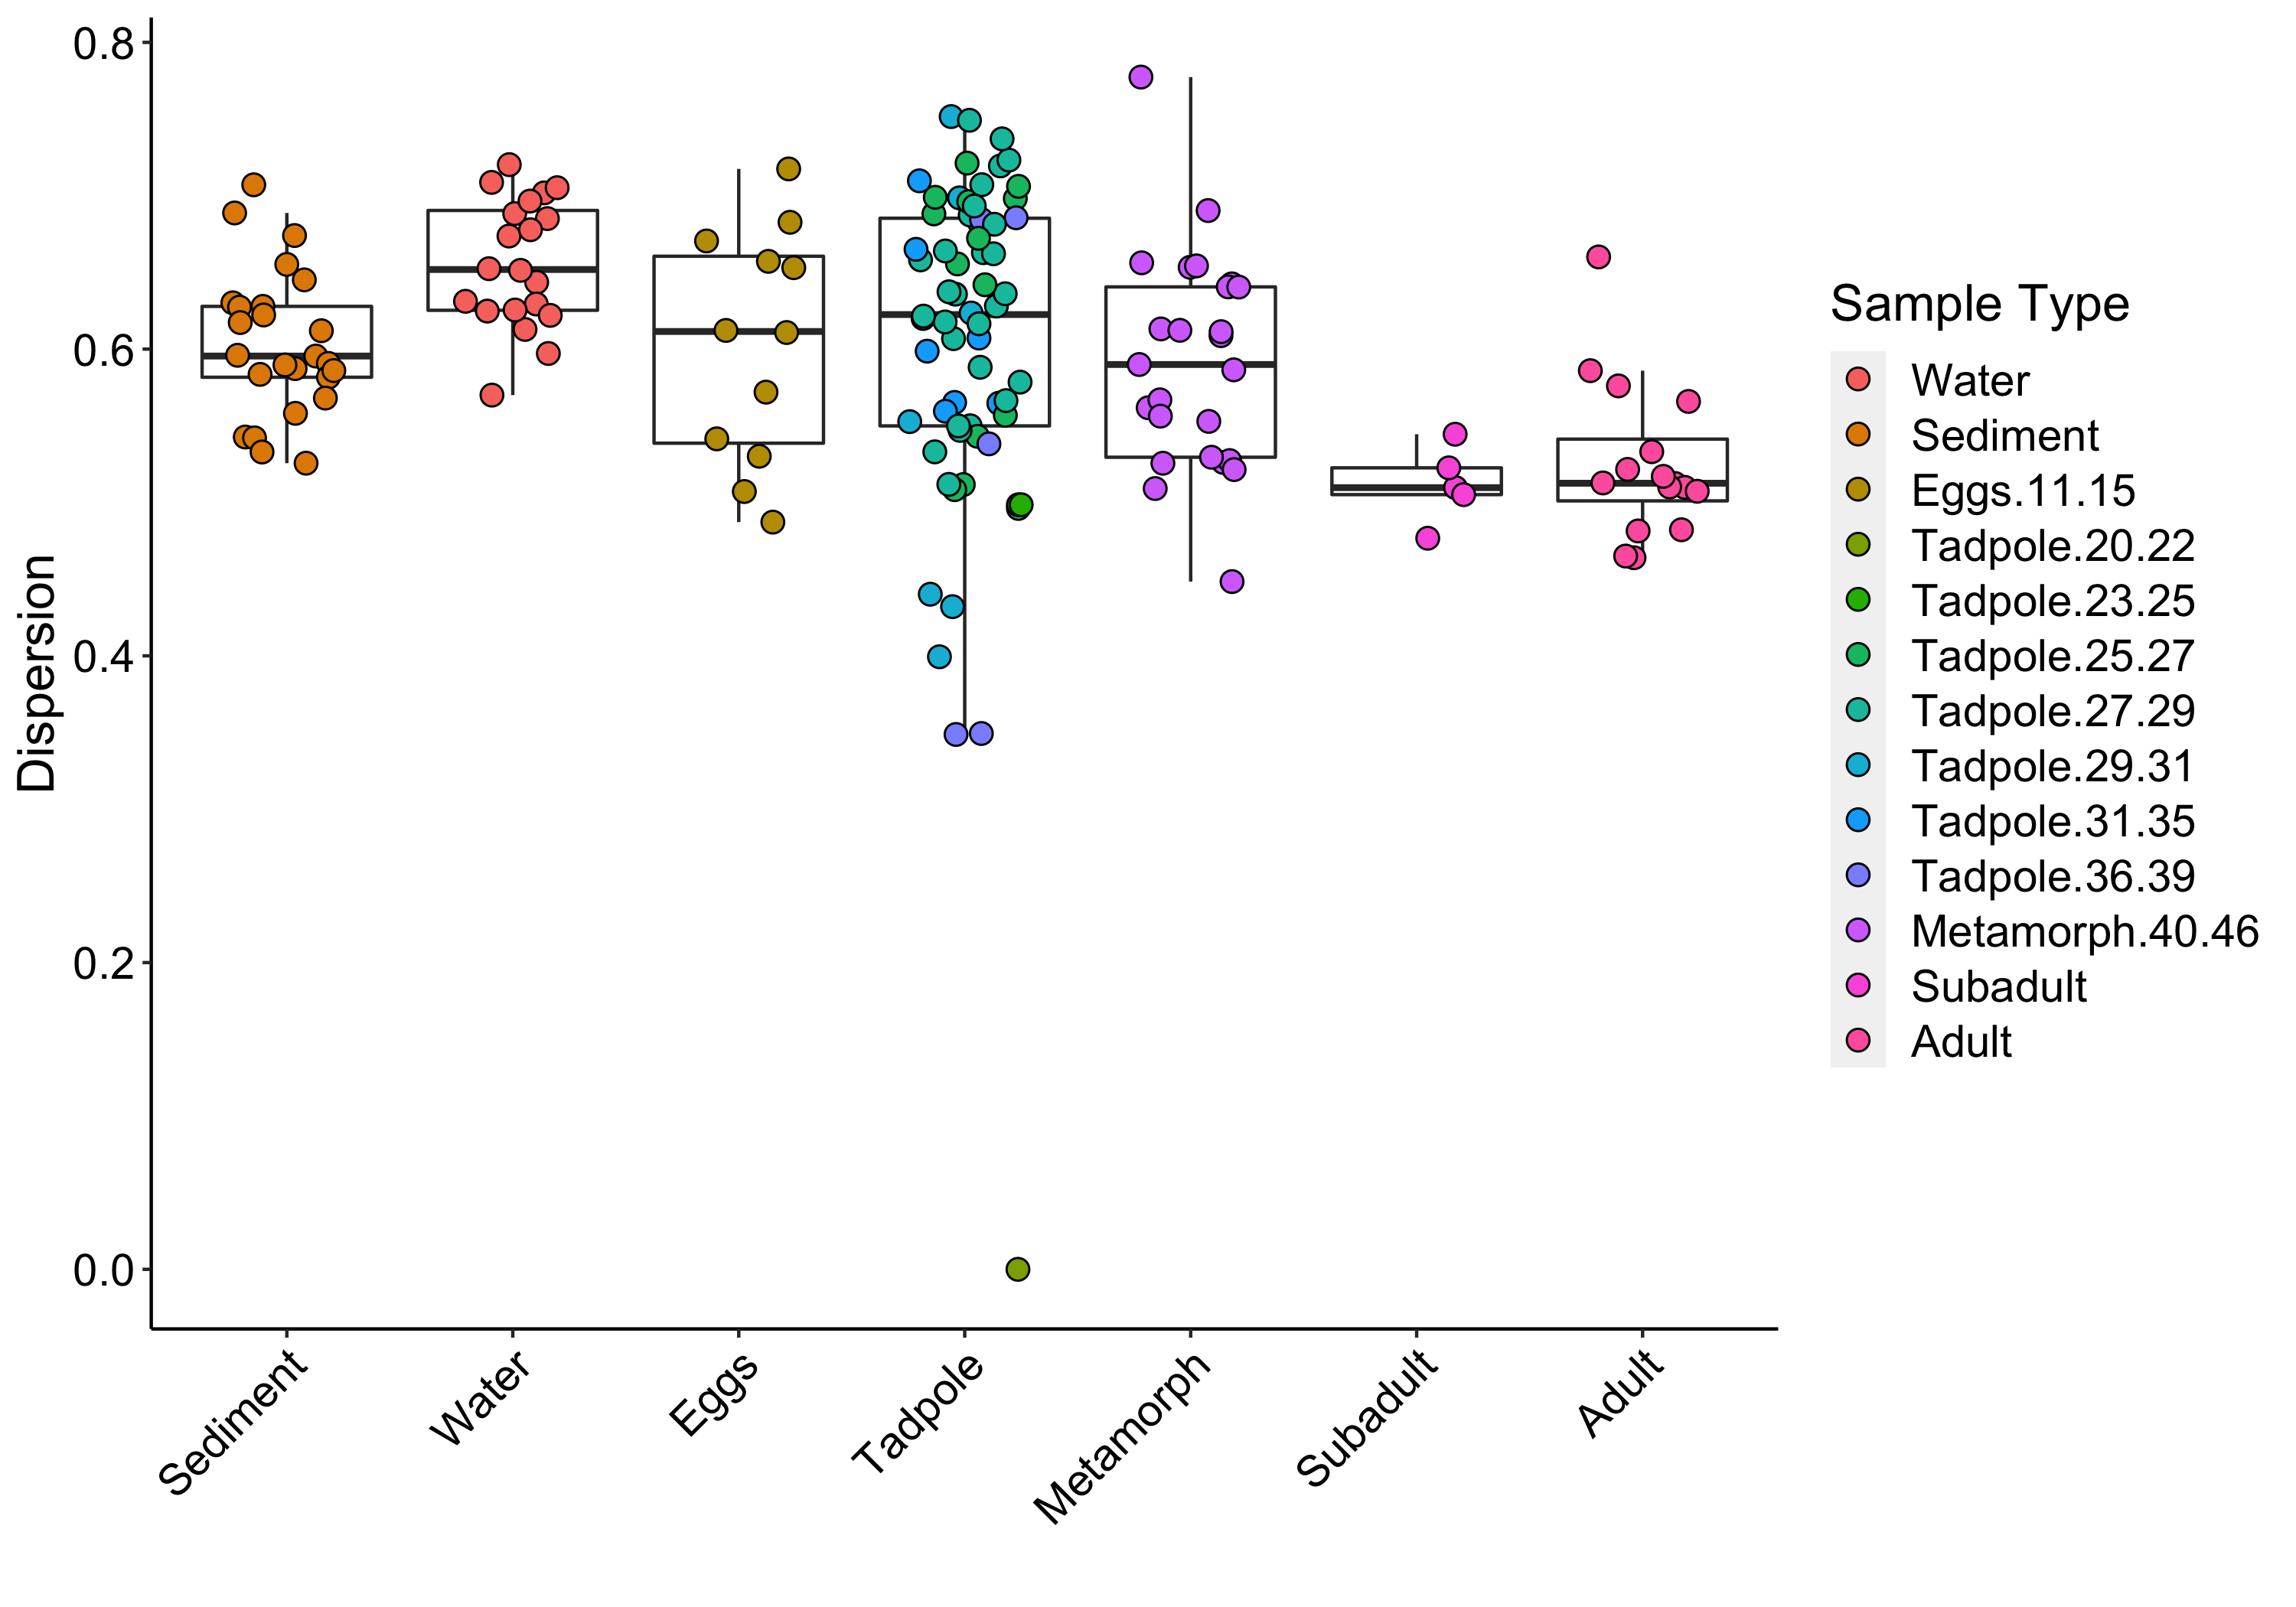 Dispersion
0.8
0.6
0.4
0.2
0.0
Sediment
Water
Eggs
Tadpole
Metamorph
Subadult
Adult
Sample Type
Water
Sediment
Eggs.11.15
Tadpole.20.22
Tadpole.23.25
Tadpole.25.27
Tadpole.27.29
Tadpole.29.31
Tadpole.31.35
Tadpole.36.39
Metamorph.40.46
Subadult
Adult